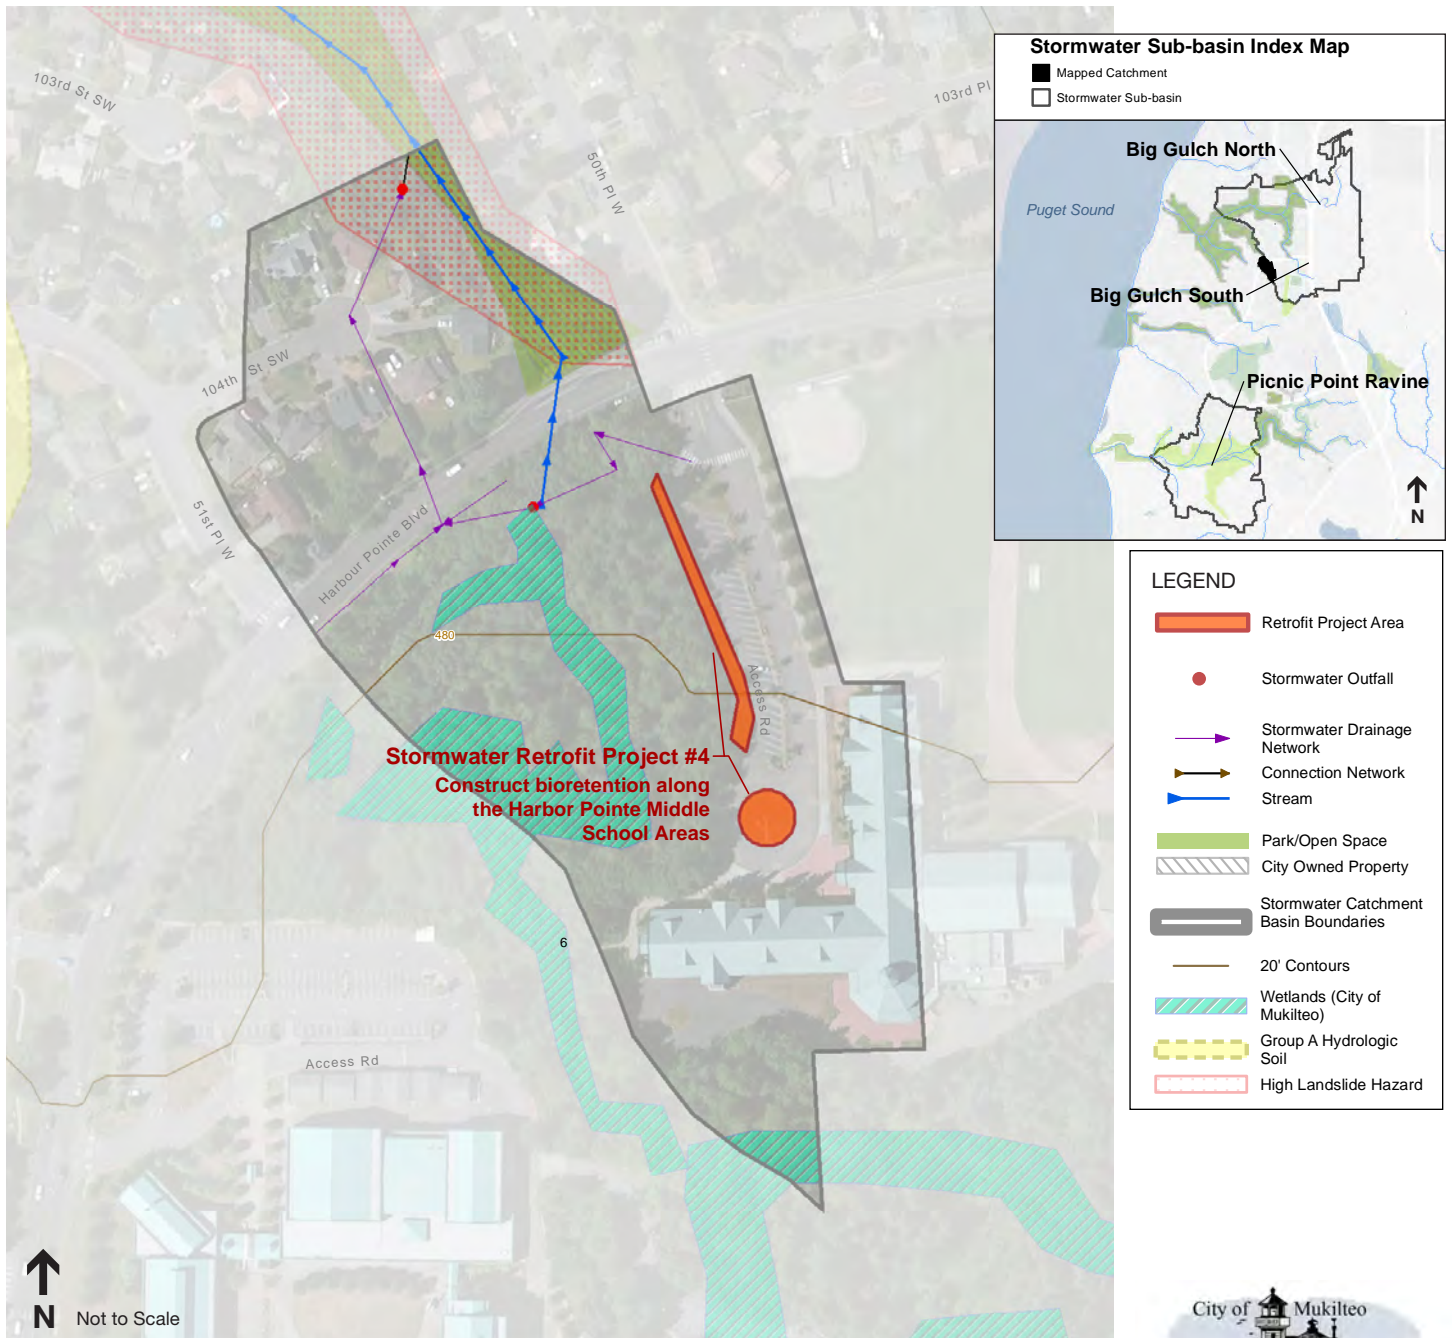 103rd St SW
103rd Pl
50th Pl W
104th St SW
51st Pl W
Harbour Pointe Blvd
480
Access Rd
Stormwater Retrofit Project #4
Construct bioretention along
the Harbor Pointe Middle
School Areas
6
Access Rd
N
Not to Scale
Stormwater Sub-basin Index Map
Mapped Catchment
Stormwater Sub-basin
Big Gulch North
Puget Sound
Big Gulch South
Picnic Point Ravine
N
LEGEND
Retrofit Project Area
Stormwater Outfall
Stormwater Drainage
Network
Connection Network
Stream
Park/Open Space
City Owned Property
Stormwater Catchment
Basin Boundaries
20' Contours
Wetlands (City of
Mukilteo)
Group A Hydrologic
Soil
High Landslide Hazard
City of Mukilteo